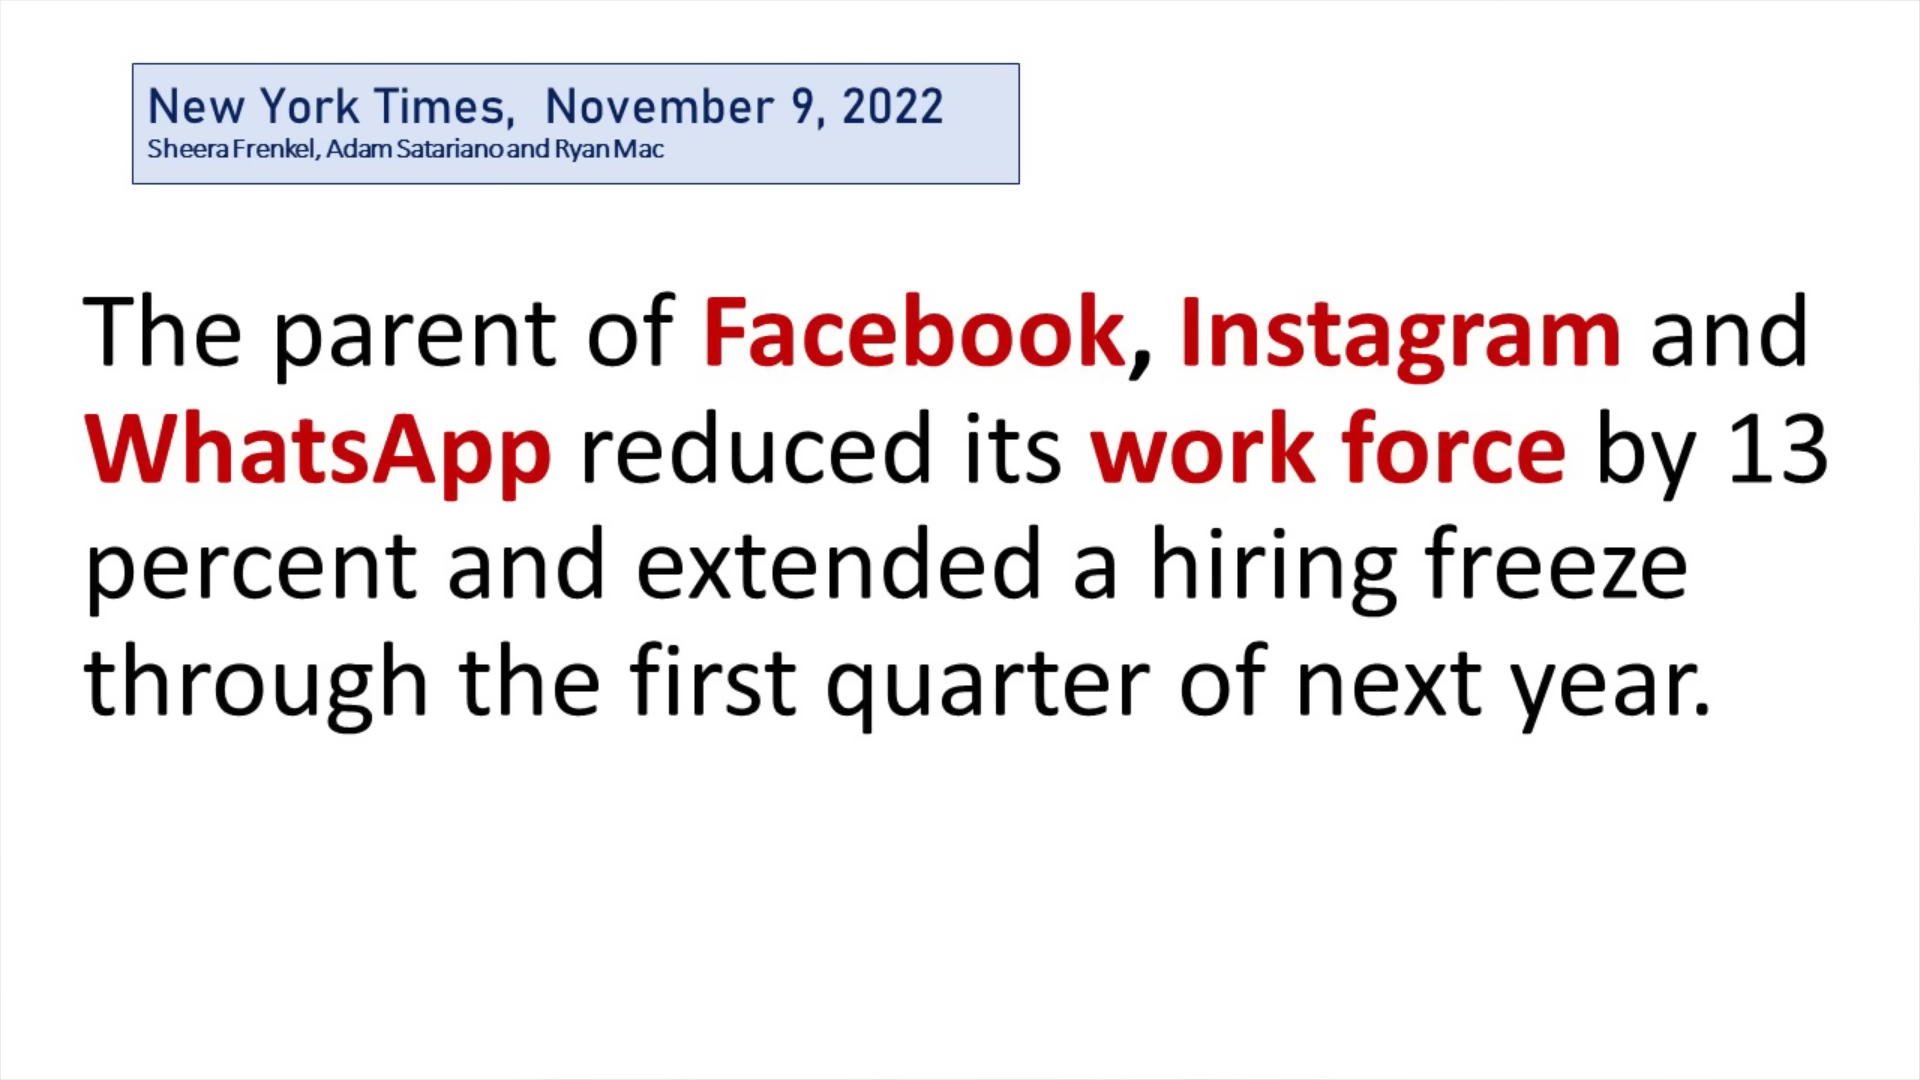 New York Times, November 9, 2022
Sheera Frenkel, Adam Satariano and Ryan Mac
The parent of Facebook, Instagram and
WhatsApp reduced its work force by 13
percent and extended a hiring freeze
through the first quarter of next year.